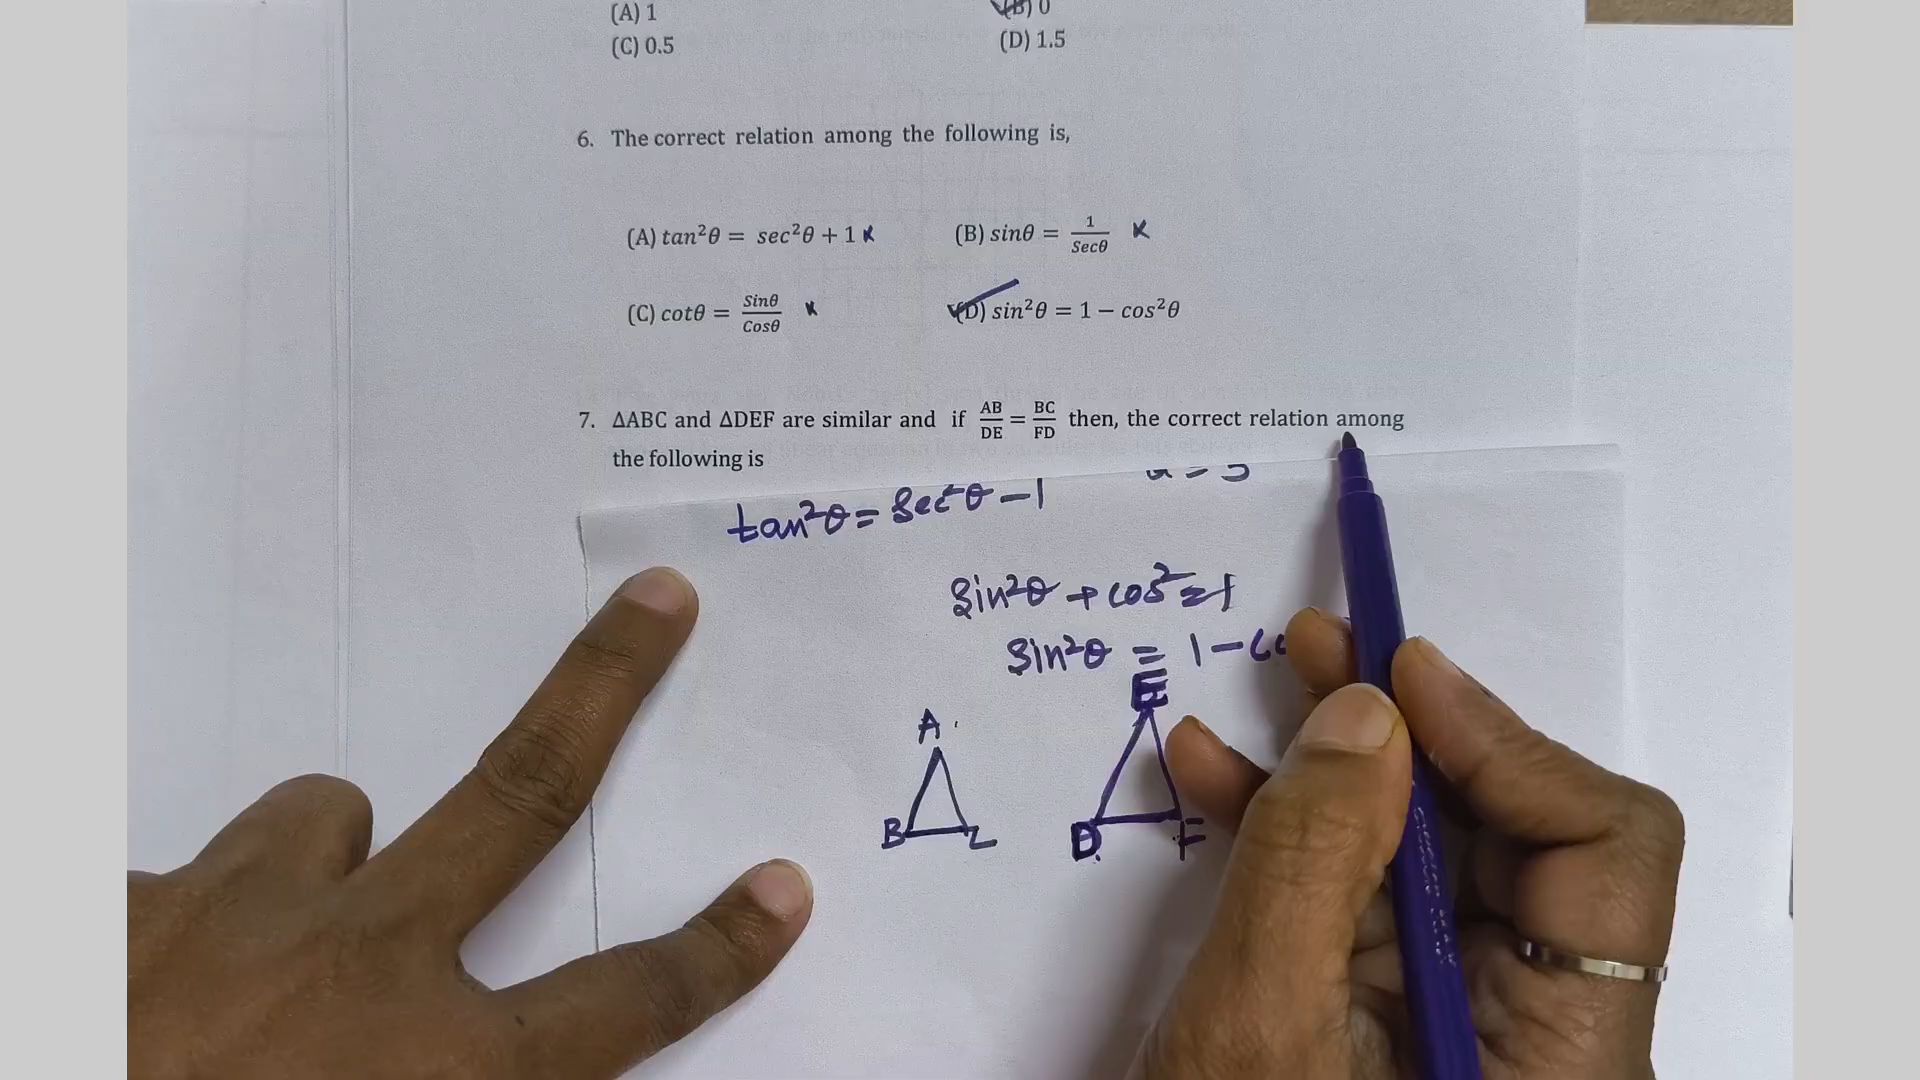 (A) 1 (B) 0
(C) 0.5 (D) 1.5
6. The correct relation among the following is,
(A) tan²θ = sec²θ + 1 × (B) sinθ = 1/Secθ ×
(C) cotθ = Sinθ/Cosθ × (D) sin²θ = 1 − cos²θ
7. ΔABC and ΔDEF are similar and if AB/DE = BC/FD then, the correct relation among
the following is
tan²θ = Sec²θ − 1
Sin²θ + cos² = 1
Sin²θ = 1 −
A E
B D F